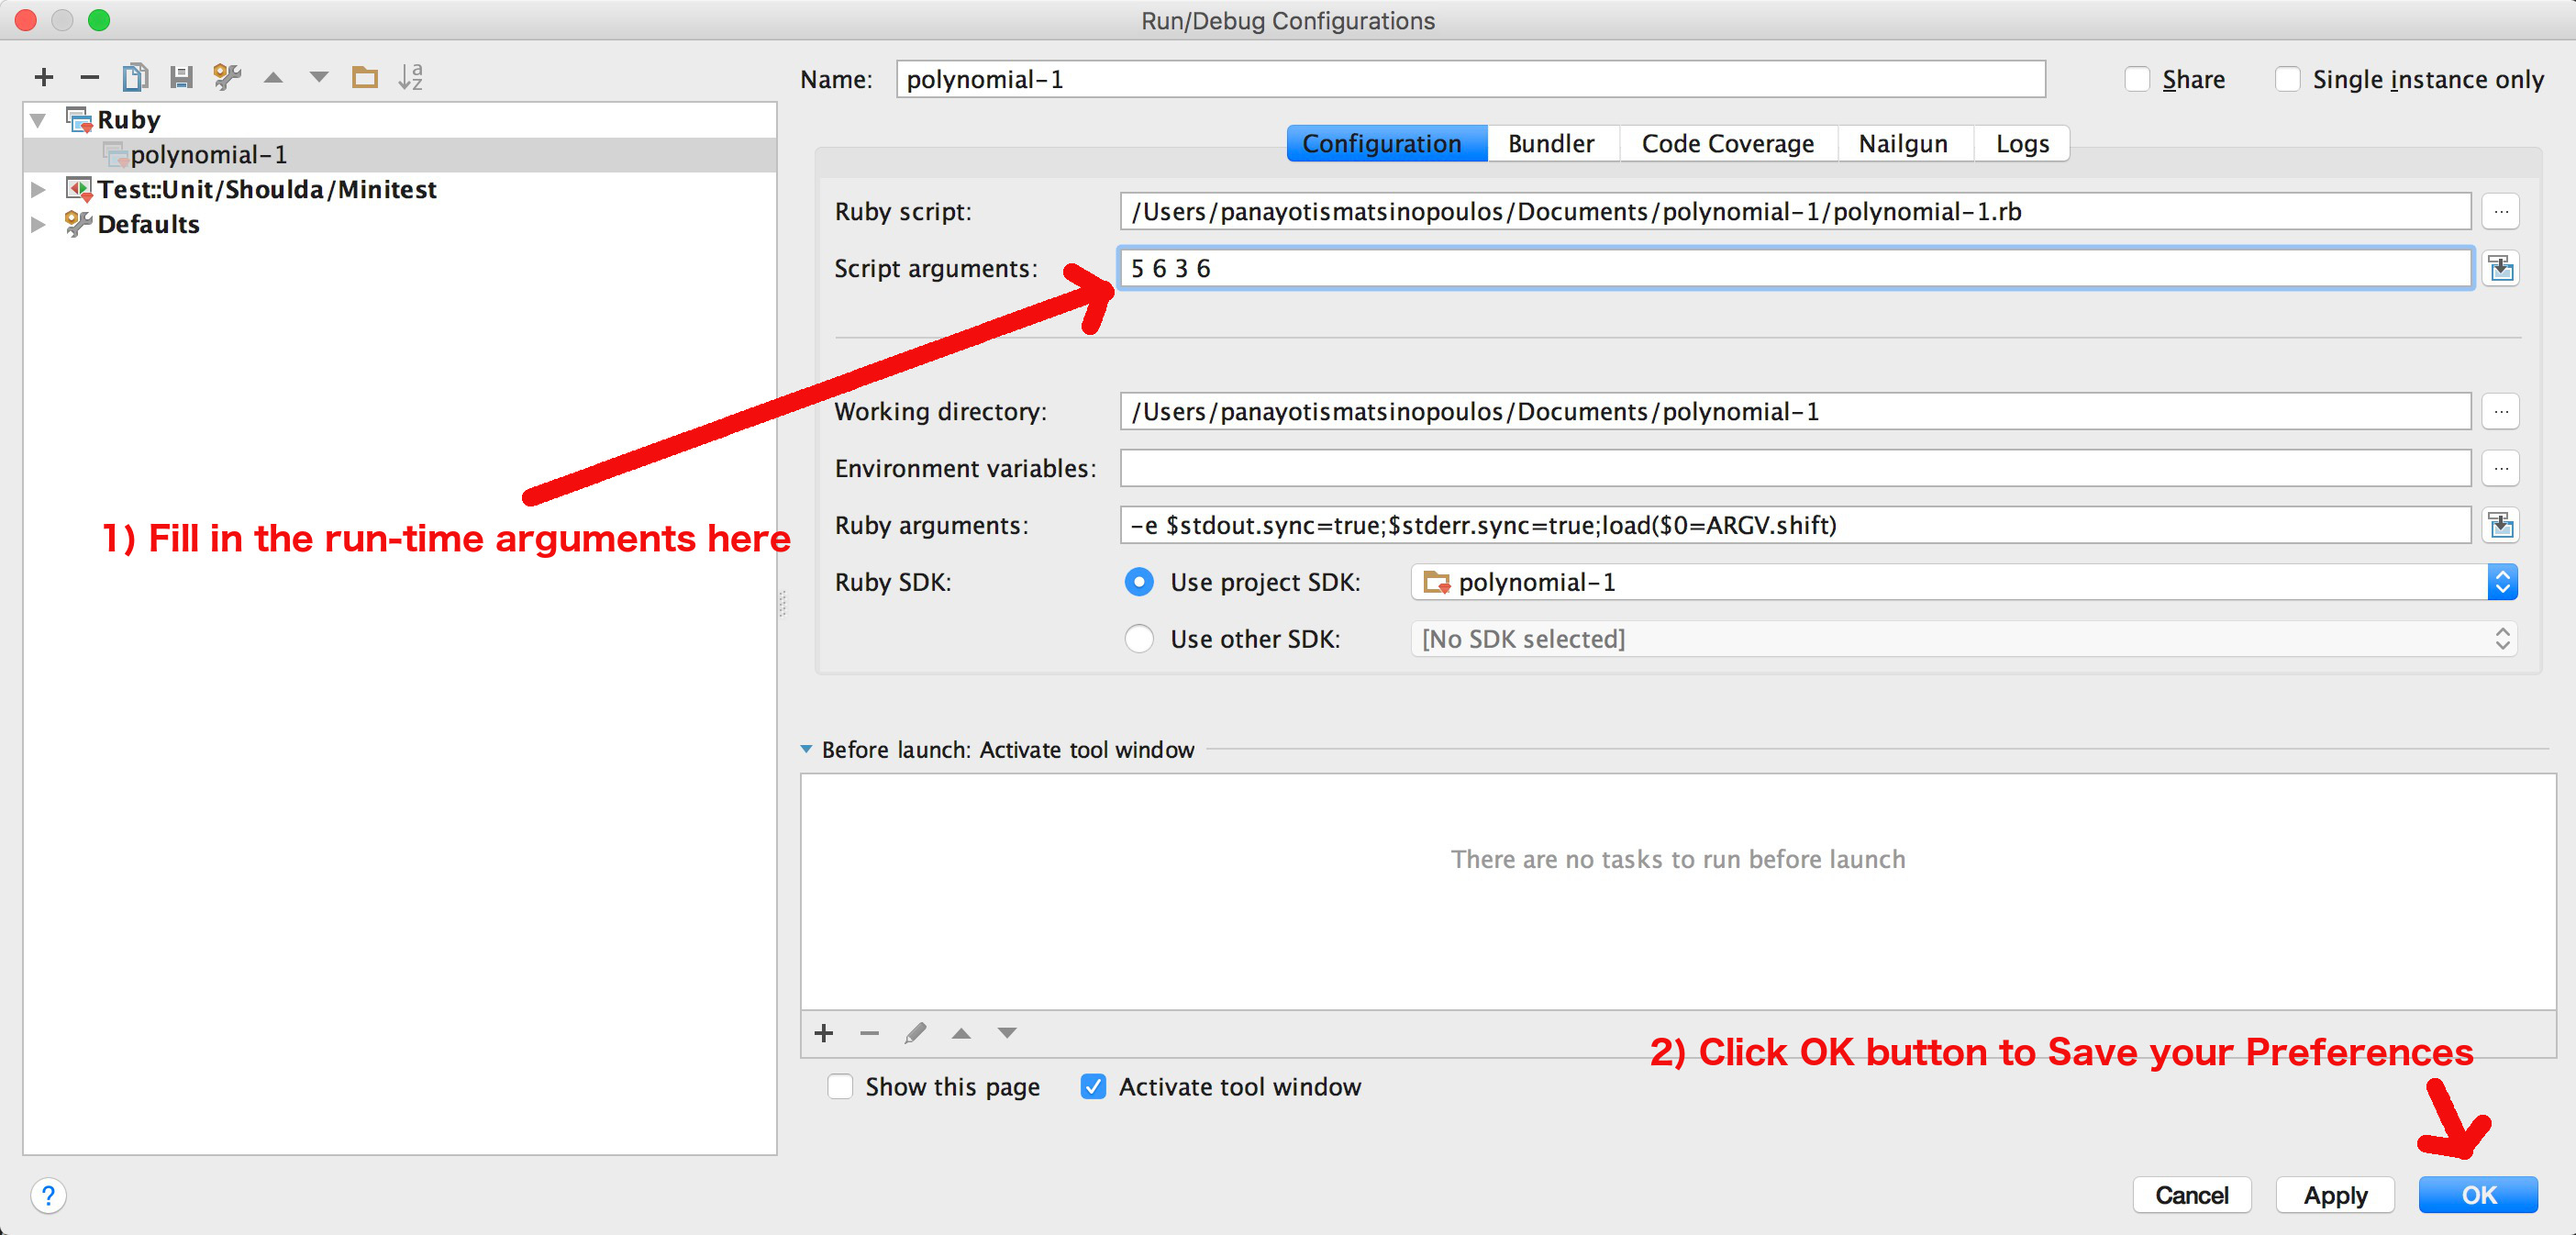 Run/Debug Configurations
Name: polynomial-1
Share
Single instance only
Ruby
polynomial-1
Test::Unit/Shoulda/Minitest
Defaults
Configuration Bundler Code Coverage Nailgun Logs
Ruby script: /Users/panayotismatsinopoulos/Documents/polynomial-1/polynomial-1.rb
Script arguments: 5 6 3 6
Working directory: /Users/panayotismatsinopoulos/Documents/polynomial-1
Environment variables:
Ruby arguments: -e $stdout.sync=true;$stderr.sync=true;load($0=ARGV.shift)
1) Fill in the run-time arguments here
Ruby SDK: Use project SDK: polynomial-1
Use other SDK: [No SDK selected]
Before launch: Activate tool window
There are no tasks to run before launch
2) Click OK button to Save your Preferences
Show this page Activate tool window
? Cancel Apply OK